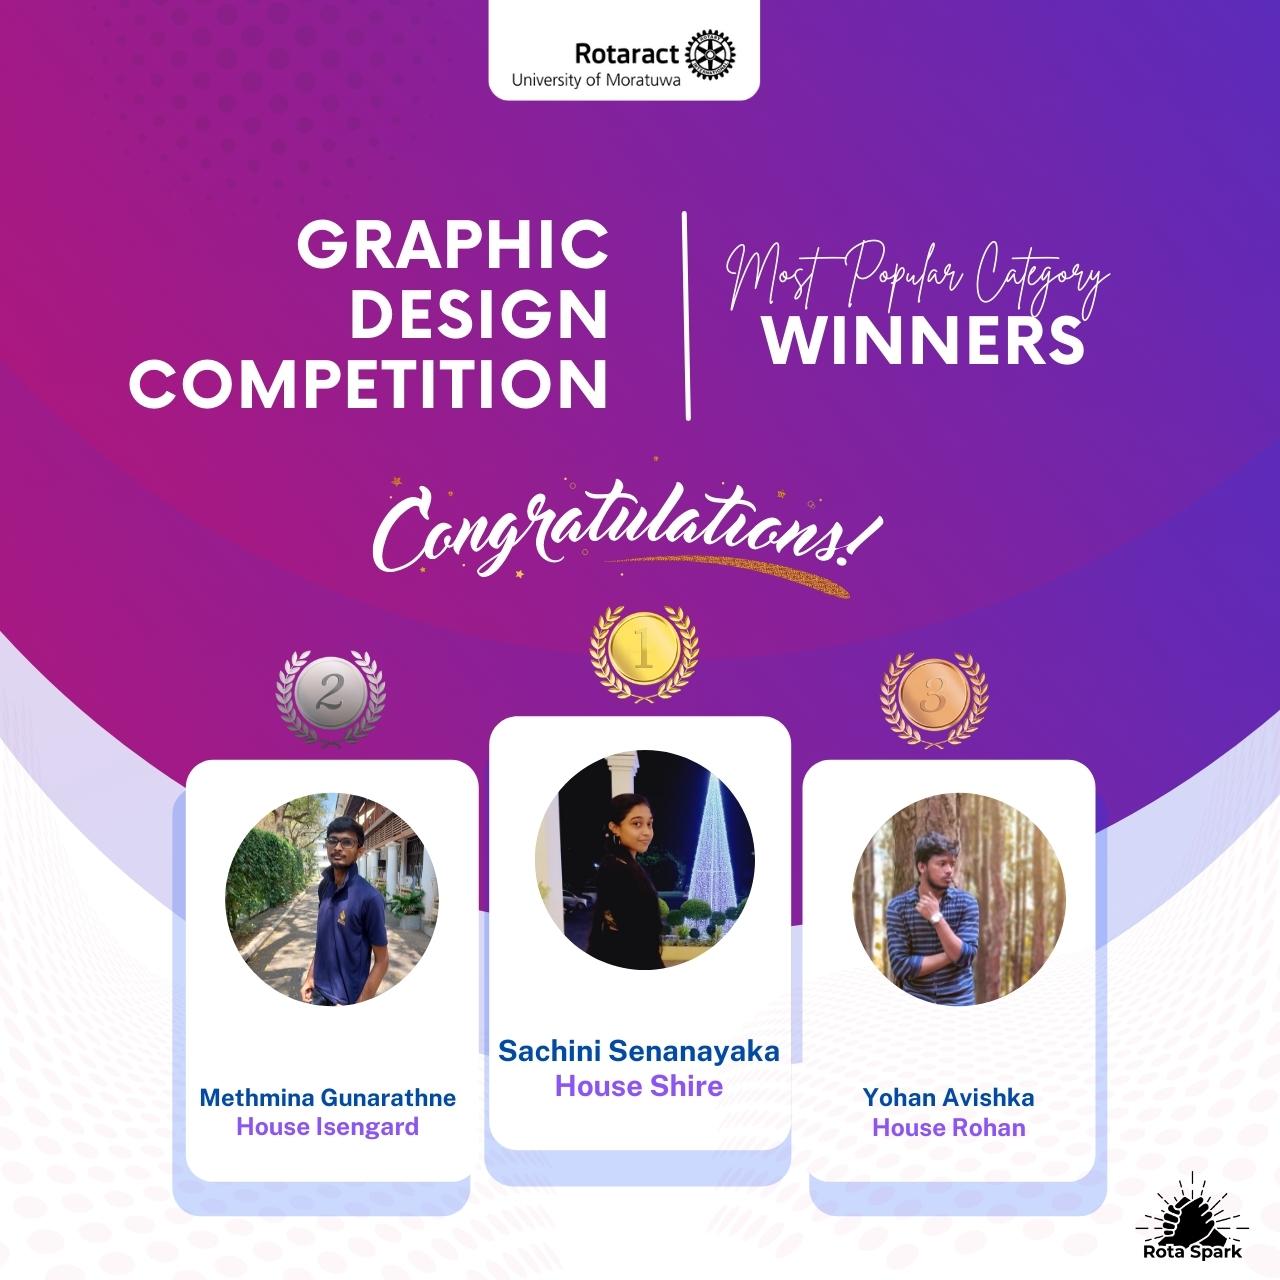 Rotaract
University of Moratuwa
GRAPHIC
DESIGN
COMPETITION
Most Popular Category
WINNERS
Congratulations!
2
1
3
Methmina Gunarathne
House Isengard
Sachini Senanayaka
House Shire
Yohan Avishka
House Rohan
Rota Spark